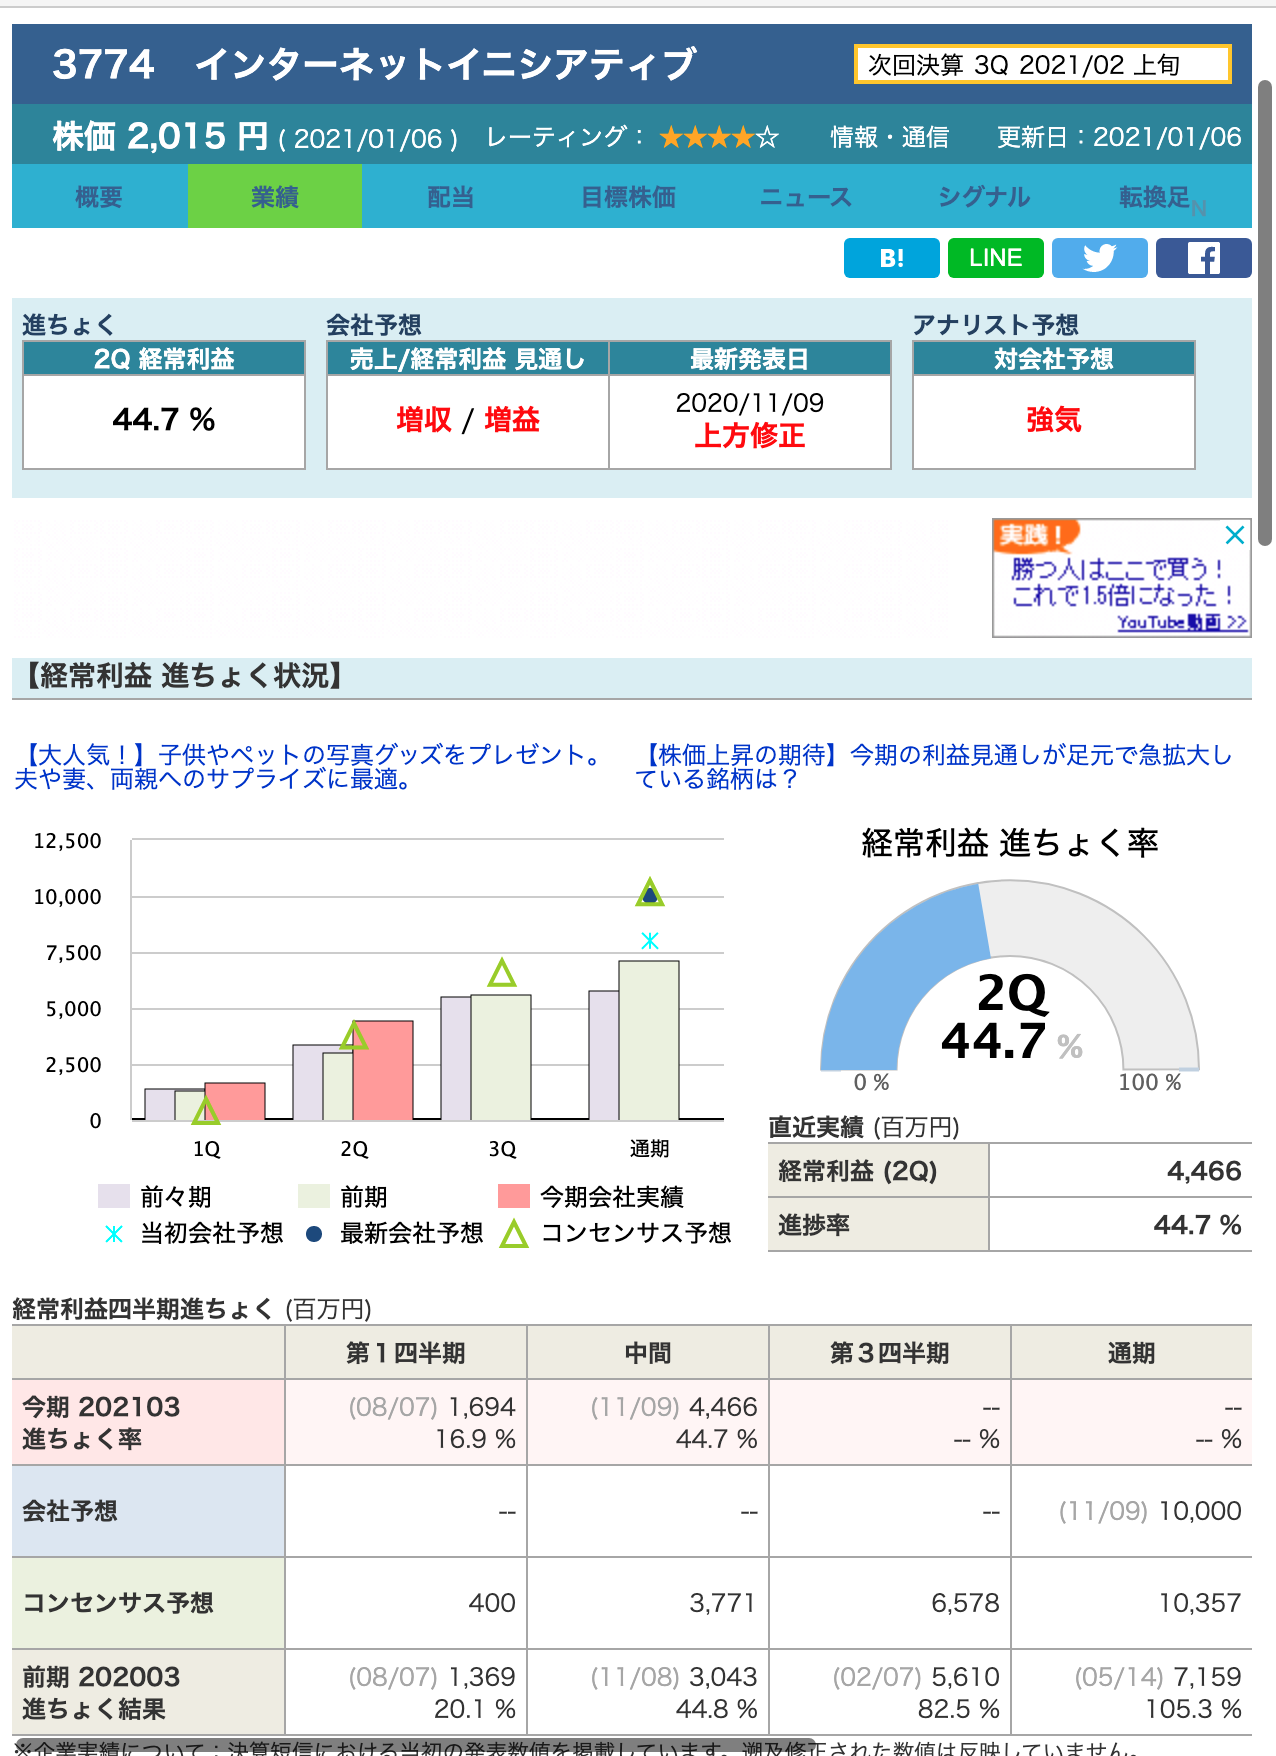 3774　インターネットイニシアティブ
次回決算 3Q 2021/02 上旬
株価 2,015 円 ( 2021/01/06 )　レーティング： ★★★★☆　情報・通信　更新日：2021/01/06
概要　業績　配当　目標株価　ニュース　シグナル　転換足N
B!　LINE
進ちょく　会社予想　アナリスト予想
2Q 経常利益　売上/経常利益 見通し　最新発表日　対会社予想
44.7 %　増収 / 増益　2020/11/09　強気
上方修正
実践！
勝つ人はここで買う！
これで1.5倍になった！
YouTube動画 >>
【経常利益 進ちょく状況】
【大人気！】子供やペットの写真グッズをプレゼント。
夫や妻、両親へのサプライズに最適。
【株価上昇の期待】今期の利益見通しが足元で急拡大し
ている銘柄は？
12,500
10,000
7,500
5,000
2,500
0
1Q　2Q　3Q　通期
前々期　前期　今期会社実績
当初会社予想　最新会社予想　コンセンサス予想
経常利益 進ちょく率
2Q
44.7 %
0 %　100 %
直近実績 (百万円)
経常利益 (2Q)　4,466
進捗率　44.7 %
経常利益四半期進ちょく (百万円)
第１四半期　中間　第３四半期　通期
今期 202103　(08/07) 1,694　(11/09) 4,466　--　--
進ちょく率　16.9 %　44.7 %　-- %　-- %
会社予想　--　--　--　(11/09) 10,000
コンセンサス予想　400　3,771　6,578　10,357
前期 202003　(08/07) 1,369　(11/08) 3,043　(02/07) 5,610　(05/14) 7,159
進ちょく結果　20.1 %　44.8 %　82.5 %　105.3 %
※企業実績について：決算短信における当初の発表数値を掲載しています。遡及修正された数値は反映していません。